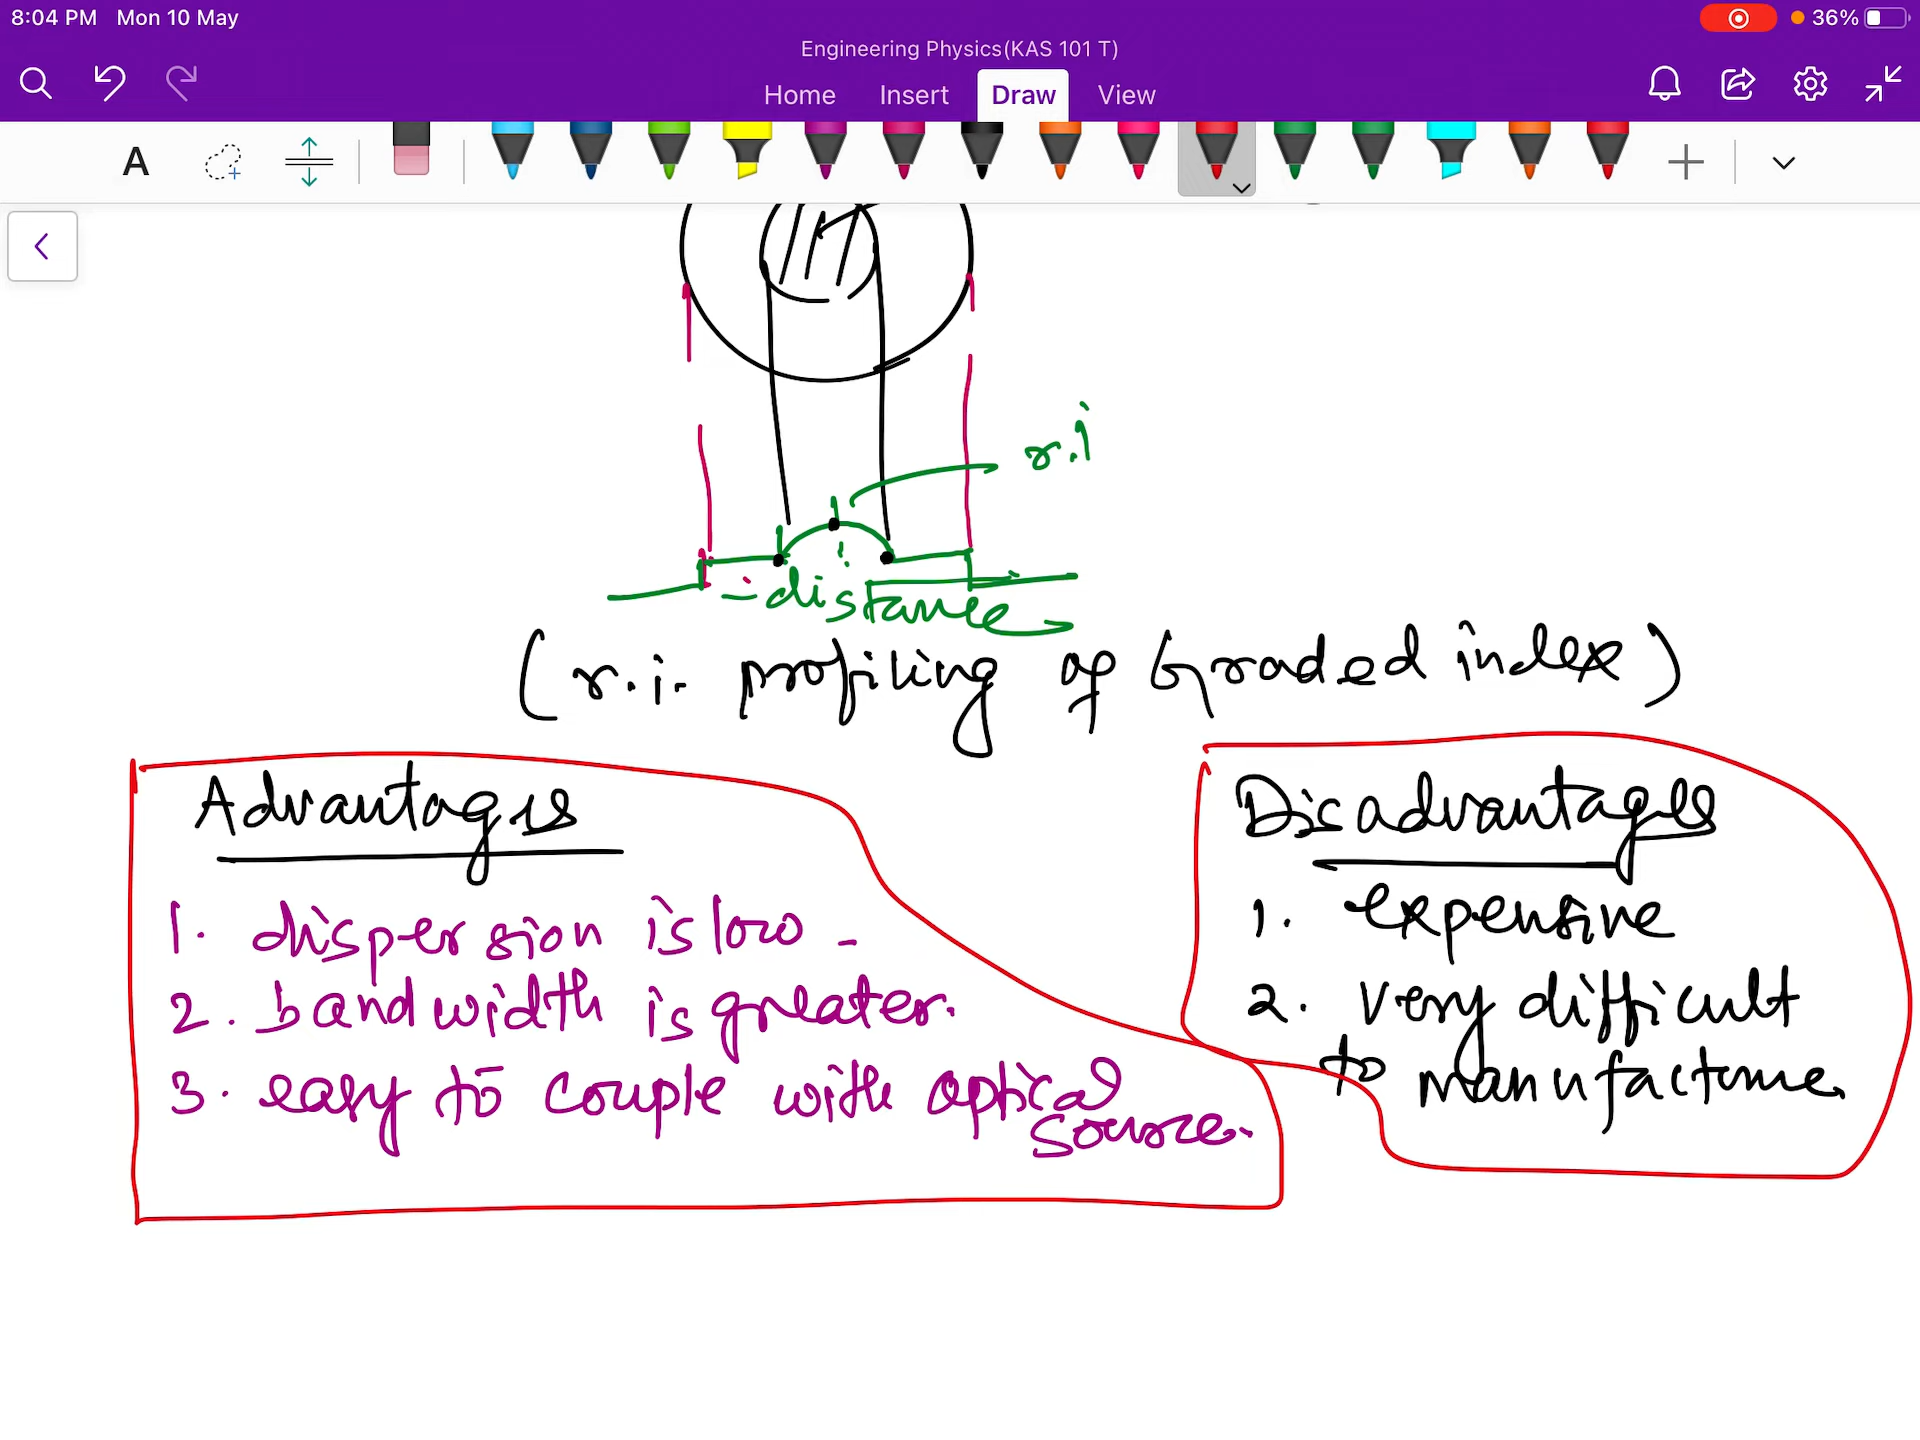 8:04 PM Mon 10 May
36%
Engineering Physics(KAS 101 T)
Home Insert Draw View
A
r.i
distance
(r.i. profiling of Graded index)
Advantages
1. dispersion is low -
2. bandwidth is greater.
3. easy to couple with optical
source.
Disadvantages
1. expensive
2. very difficult
to manufacture.